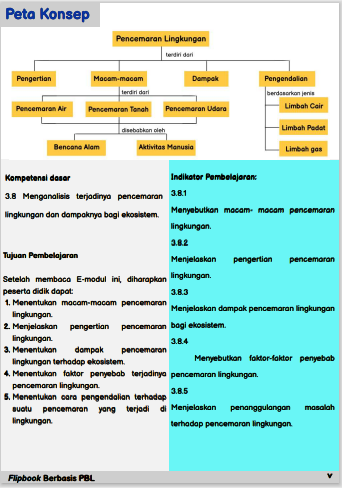 Peta Konsep
Pencemaran Lingkungan
terdiri dari
Pengertian
Macam-macam
Dampak
Pengendalian
terdiri dari
berdasarkan jenis
Pencemaran Air
Pencemaran Tanah
Pencemaran Udara
Limbah Cair
disebabkan oleh
Limbah Padat
Bencana Alam
Aktivitas Manusia
Limbah gas
Kompetensi dasar
3.8 Menganalisis terjadinya pencemaran
lingkungan dan dampaknya bagi ekosistem.
Tujuan Pembelajaran
Setelah membaca E-modul ini, diharapkan
peserta didik dapat:
1. Menentukan macam-macam pencemaran
lingkungan.
2. Menjelaskan pengertian pencemaran
lingkungan.
3. Menentukan dampak pencemaran
lingkungan terhadap ekosistem.
4. Menentukan faktor penyebab terjadinya
pencemaran lingkungan.
5. Menentukan cara pengendalian terhadap
suatu pencemaran yang terjadi di
lingkungan.
Indikator Pembelajaran:
3.8.1
Menyebutkan macam- macam pencemaran
lingkungan.
3.8.2
Menjelaskan pengertian pencemaran
lingkungan.
3.8.3
Menjelaskan dampak pencemaran lingkungan
bagi ekosistem.
3.8.4
Menyebutkan faktor-faktor penyebab
pencemaran lingkungan.
3.8.5
Menjelaskan penanggulangan masalah
terhadap pencemaran lingkungan.
Flipbook Berbasis PBL
v